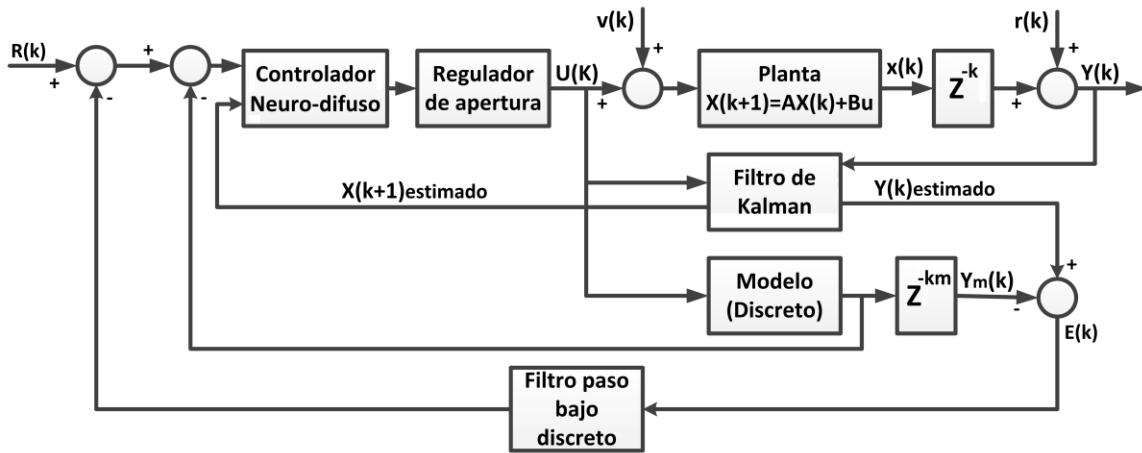 v(k)
r(k)
R(k)
+
+
-
+
-
Controlador
Neuro-difuso
Regulador
de apertura
U(K)
+
+
Planta
X(k+1)=AX(k)+Bu
x(k)
Z-k
+
+
Y(k)
X(k+1)estimado
Filtro de
Kalman
Y(k)estimado
Modelo
(Discreto)
Z-km
Ym(k)
+
-
E(k)
Filtro paso
bajo
discreto